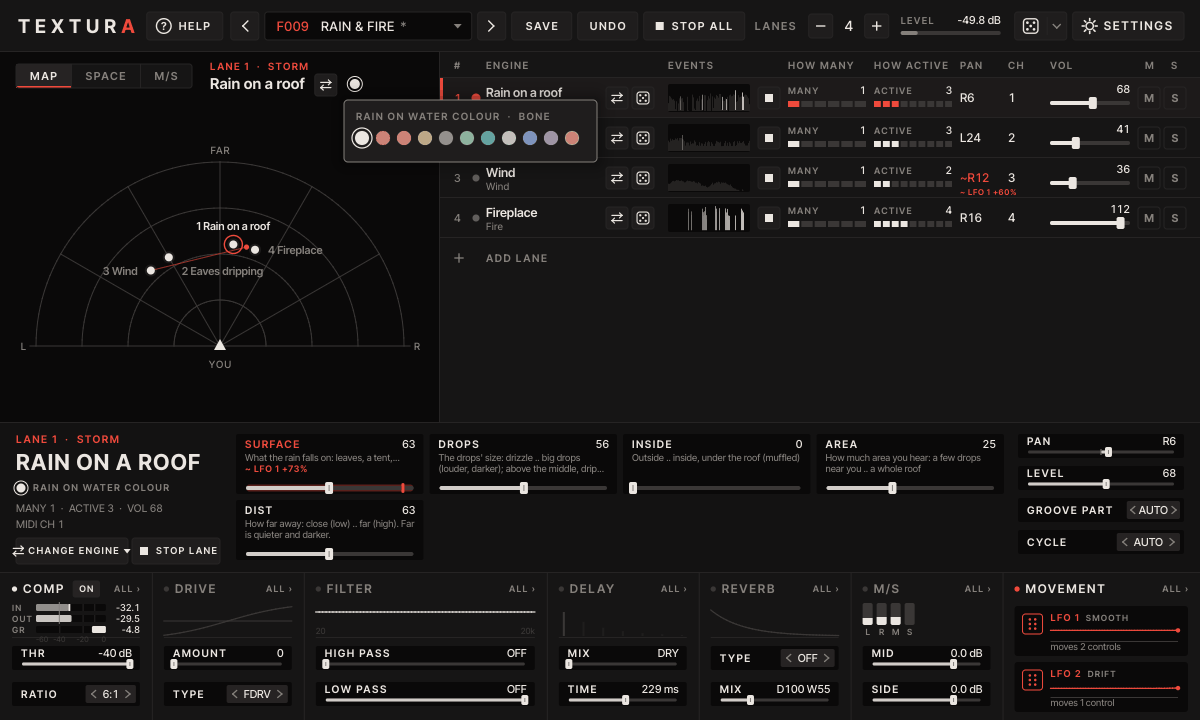 TEXTURA
HELP
F009 RAIN & FIRE *
SAVE
UNDO
STOP ALL
LANES
4
LEVEL -49.8 dB
SETTINGS
MAP
SPACE
M/S
LANE 1 · STORM
Rain on a roof
# ENGINE EVENTS HOW MANY HOW ACTIVE PAN CH VOL M S
1 Rain on a roof MANY 1 ACTIVE 3 R6 1 68 M S
RAIN ON WATER COLOUR · BONE
MANY 1 ACTIVE 3 L24 2 41 M S
3 Wind MANY 1 ACTIVE 2 ~R12 3 36 M S
Wind
~ LFO 1 +60%
4 Fireplace MANY 1 ACTIVE 4 R16 4 112 M S
Fire
+ ADD LANE
FAR
1 Rain on a roof
4 Fireplace
3 Wind
2 Eaves dripping
L
R
YOU
LANE 1 · STORM
RAIN ON A ROOF
RAIN ON WATER COLOUR
MANY 1 · ACTIVE 3 · VOL 68
MIDI CH 1
CHANGE ENGINE
STOP LANE
SURFACE 63
What the rain falls on: leaves, a tent,...
~ LFO 1 +73%
DROPS 56
The drops' size: drizzle .. big drops
(louder, darker); above the middle, drip...
INSIDE 0
Outside .. inside, under the roof (muffled)
AREA 25
How much area you hear: a few drops
near you .. a whole roof
DIST 63
How far away: close (low) .. far (high). Far
is quieter and darker.
PAN R6
LEVEL 68
GROOVE PART < AUTO >
CYCLE < AUTO >
COMP ON ALL ›
IN -32.1
OUT -29.5
GR -4.8
-60 -40 -20 0
THR -40 dB
RATIO < 6:1 >
DRIVE ALL ›
AMOUNT 0
TYPE < FDRV >
FILTER ALL ›
20 20k
HIGH PASS OFF
LOW PASS OFF
DELAY ALL ›
MIX DRY
TIME 229 ms
REVERB ALL ›
TYPE < OFF >
MIX D100 W55
M/S ALL ›
L R M S
MID 0.0 dB
SIDE 0.0 dB
MOVEMENT ALL ›
LFO 1 SMOOTH
moves 2 controls
LFO 2 DRIFT
moves 1 control